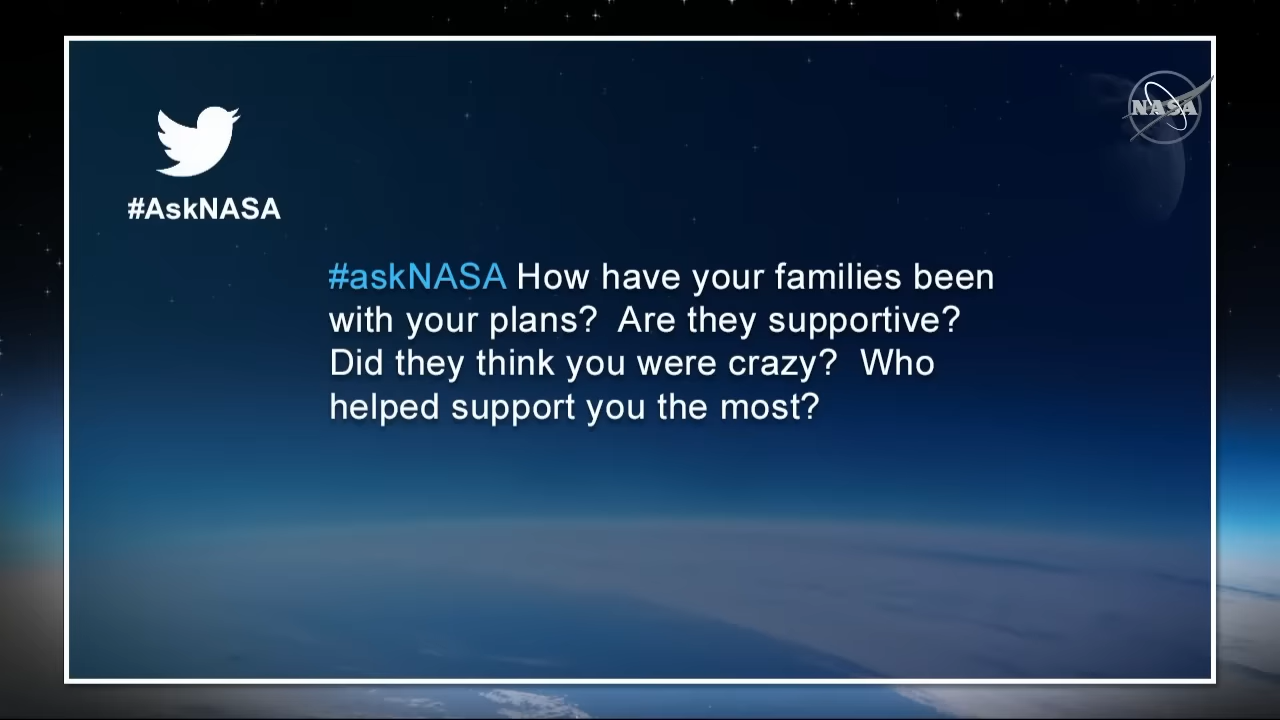 NASA
#AskNASA
#askNASA How have your families been
with your plans?  Are they supportive?
Did they think you were crazy?  Who
helped support you the most?